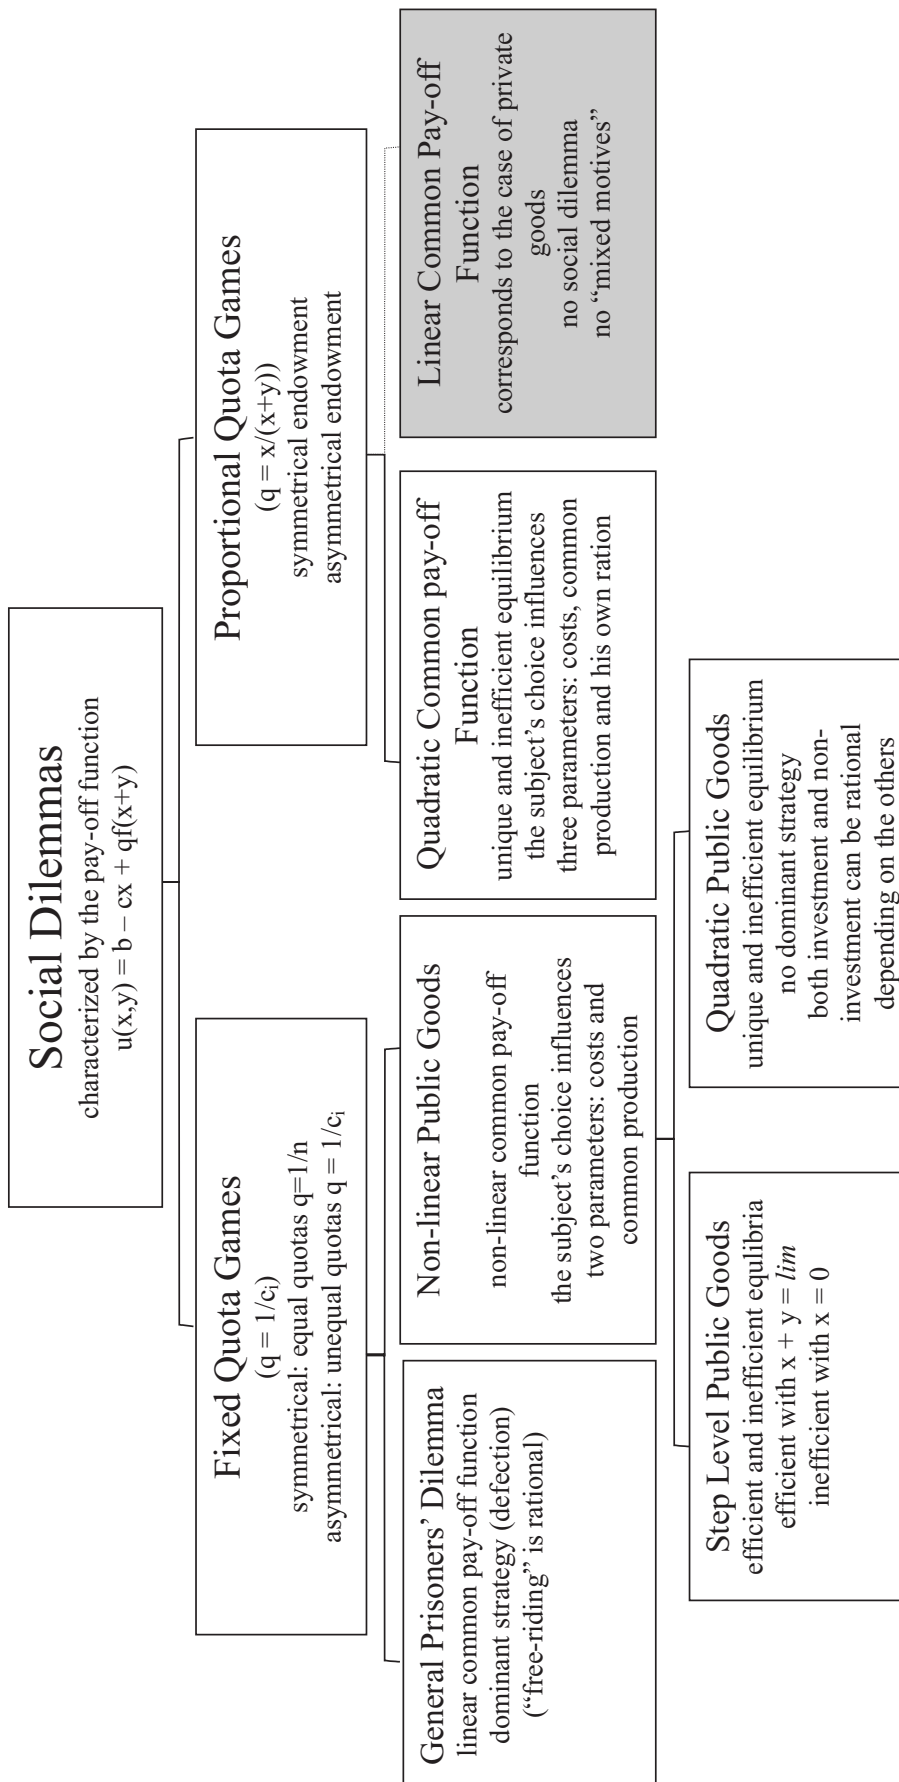 Social Dilemmas
characterized by the pay-off function
u(x,y) = b – cx + qf(x+y)
Fixed Quota Games
(q = 1/cᵢ)
symmetrical: equal quotas q=1/n
asymmetrical: unequal quotas q = 1/cᵢ
Proportional Quota Games
(q = x/(x+y))
symmetrical endowment
asymmetrical endowment
General Prisoners’ Dilemma
linear common pay-off function
dominant strategy (defection)
(“free-riding” is rational)
Non-linear Public Goods
non-linear common pay-off
function
the subject’s choice influences
two parameters: costs and
common production
Quadratic Common pay-off
Function
unique and inefficient equilibrium
the subject’s choice influences
three parameters: costs, common
production and his own ration
Linear Common Pay-off
Function
corresponds to the case of private
goods
no social dilemma
no “mixed motives”
Step Level Public Goods
efficient and inefficient equlibria
efficient with x + y = lim
inefficient with x = 0
Quadratic Public Goods
unique and inefficient equilibrium
no dominant strategy
both investment and non-
investment can be rational
depending on the others